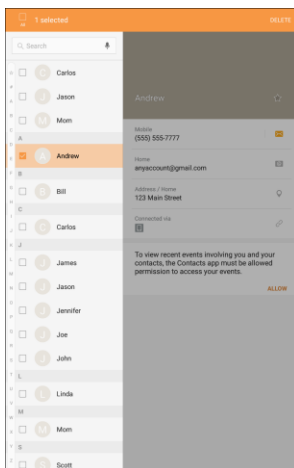 1 selected
DELETE
All
Search
Carlos
Jason
Mom
A
Andrew
B
Bill
C
Carlos
J
James
Jason
Jennifer
Joe
John
L
Linda
M
Mom
S
Scott
Andrew
Mobile
(555) 555-7777
Home
anyaccount@gmail.com
Address / Home
123 Main Street
Connected via
To view recent events involving you and your
contacts, the Contacts app must be allowed
permission to access your events.
ALLOW